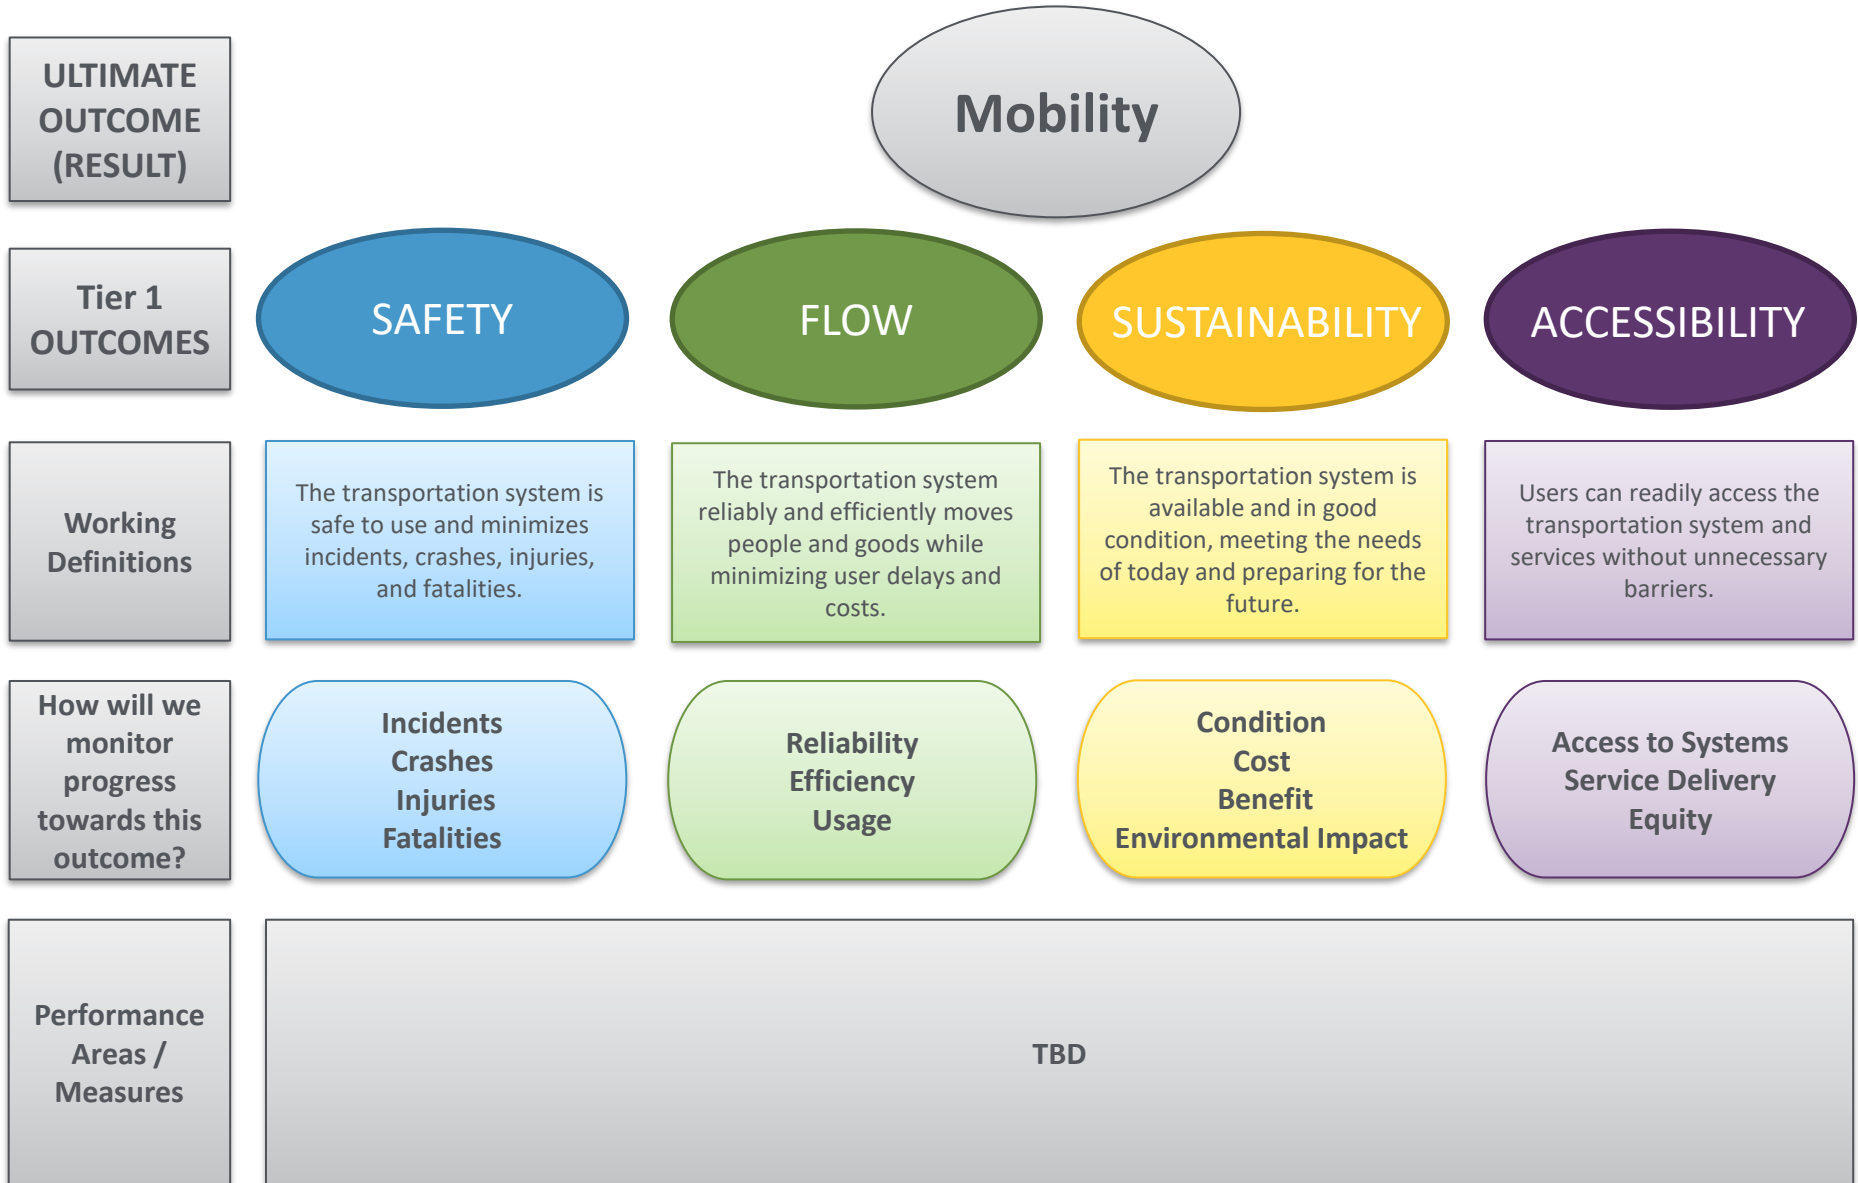 ULTIMATE
OUTCOME
(RESULT)
Mobility
Tier 1
OUTCOMES
SAFETY
FLOW
SUSTAINABILITY
ACCESSIBILITY
Working
Definitions
The transportation system is
safe to use and minimizes
incidents, crashes, injuries,
and fatalities.
The transportation system
reliably and efficiently moves
people and goods while
minimizing user delays and
costs.
The transportation system is
available and in good
condition, meeting the needs
of today and preparing for the
future.
Users can readily access the
transportation system and
services without unnecessary
barriers.
How will we
monitor
progress
towards this
outcome?
Incidents
Crashes
Injuries
Fatalities
Reliability
Efficiency
Usage
Condition
Cost
Benefit
Environmental Impact
Access to Systems
Service Delivery
Equity
Performance
Areas /
Measures
TBD